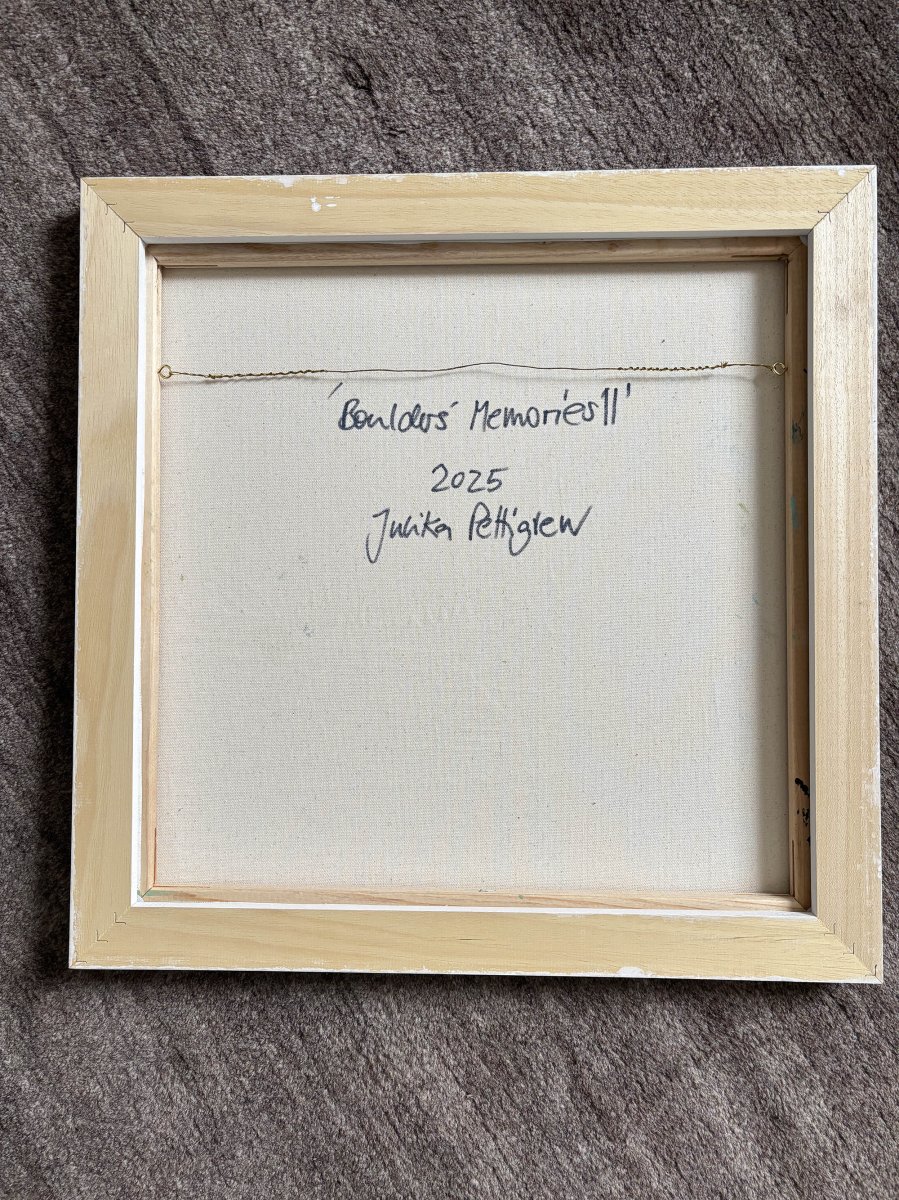 'Boulders' Memories II'
2025
Julika Pettigrew